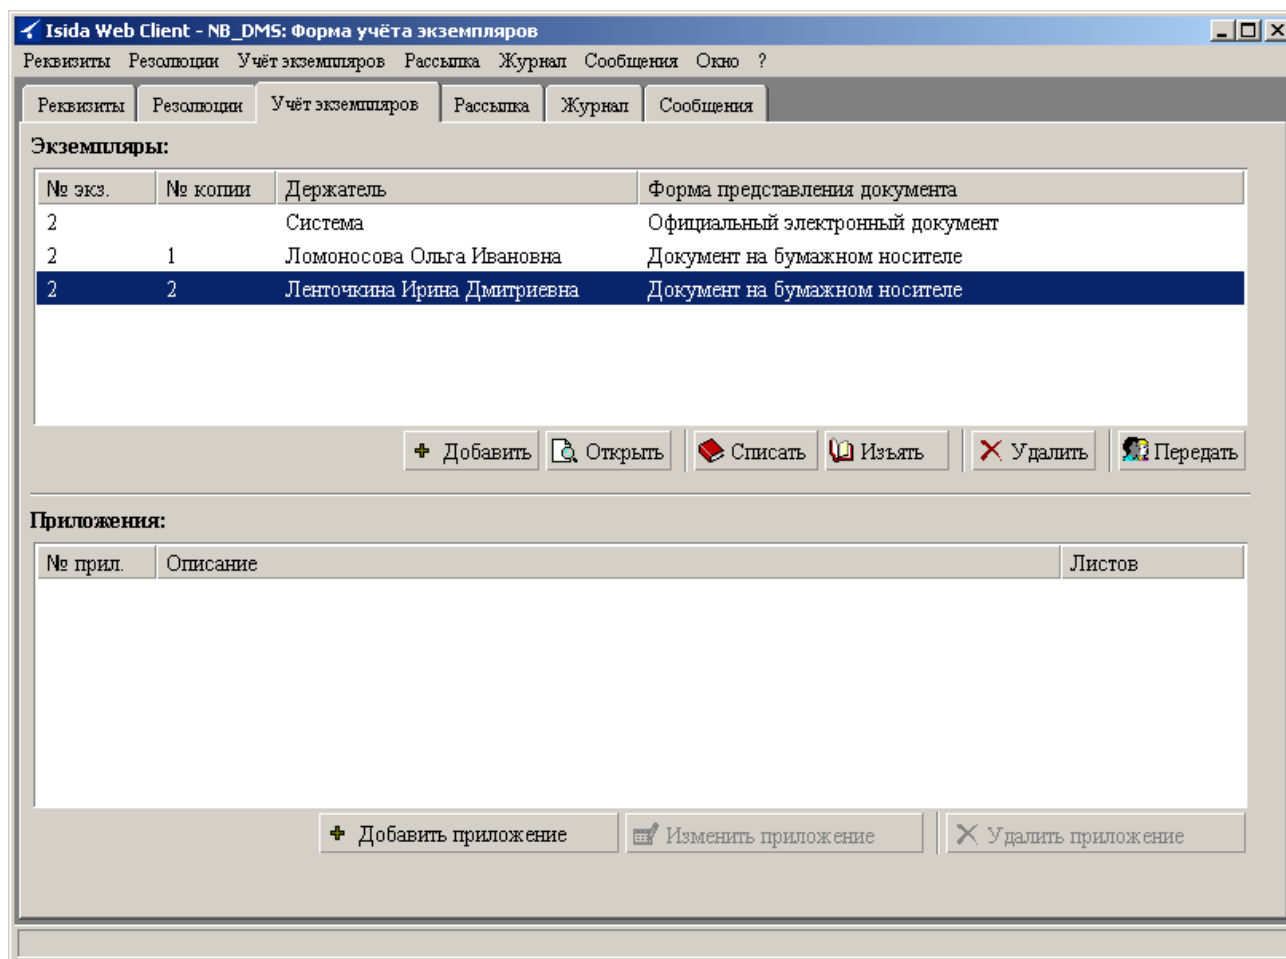 Isida Web Client - NB_DMS: Форма учёта экземпляров
Реквизиты Резолюции Учёт экземпляров Рассылка Журнал Сообщения Окно ?
Реквизиты Резолюции Учёт экземпляров Рассылка Журнал Сообщения
Экземпляры:
№ экз. № копии Держатель Форма представления документа
2 Система Официальный электронный документ
2 1 Ломоносова Ольга Ивановна Документ на бумажном носителе
2 2 Ленточкина Ирина Дмитриевна Документ на бумажном носителе
Добавить Открыть Списать Изъять Удалить Передать
Приложения:
№ прил. Описание Листов
Добавить приложение Изменить приложение Удалить приложение